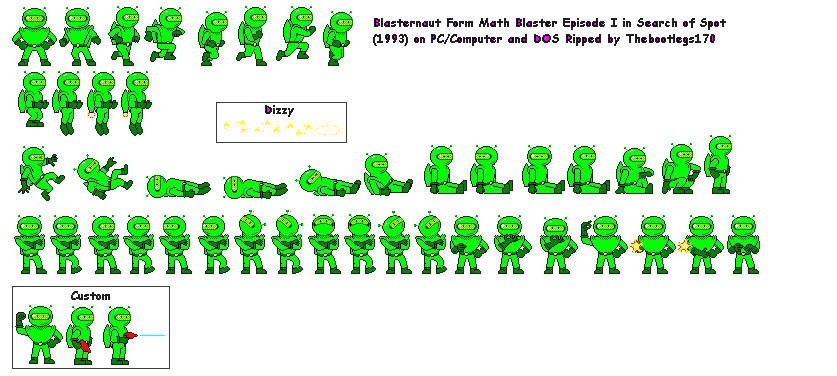 Blasternaut Form Math Blaster Episode I in Search of Spot
(1993) on PC/Computer and DOS Ripped by Thebootlegs170
Dizzy
Custom